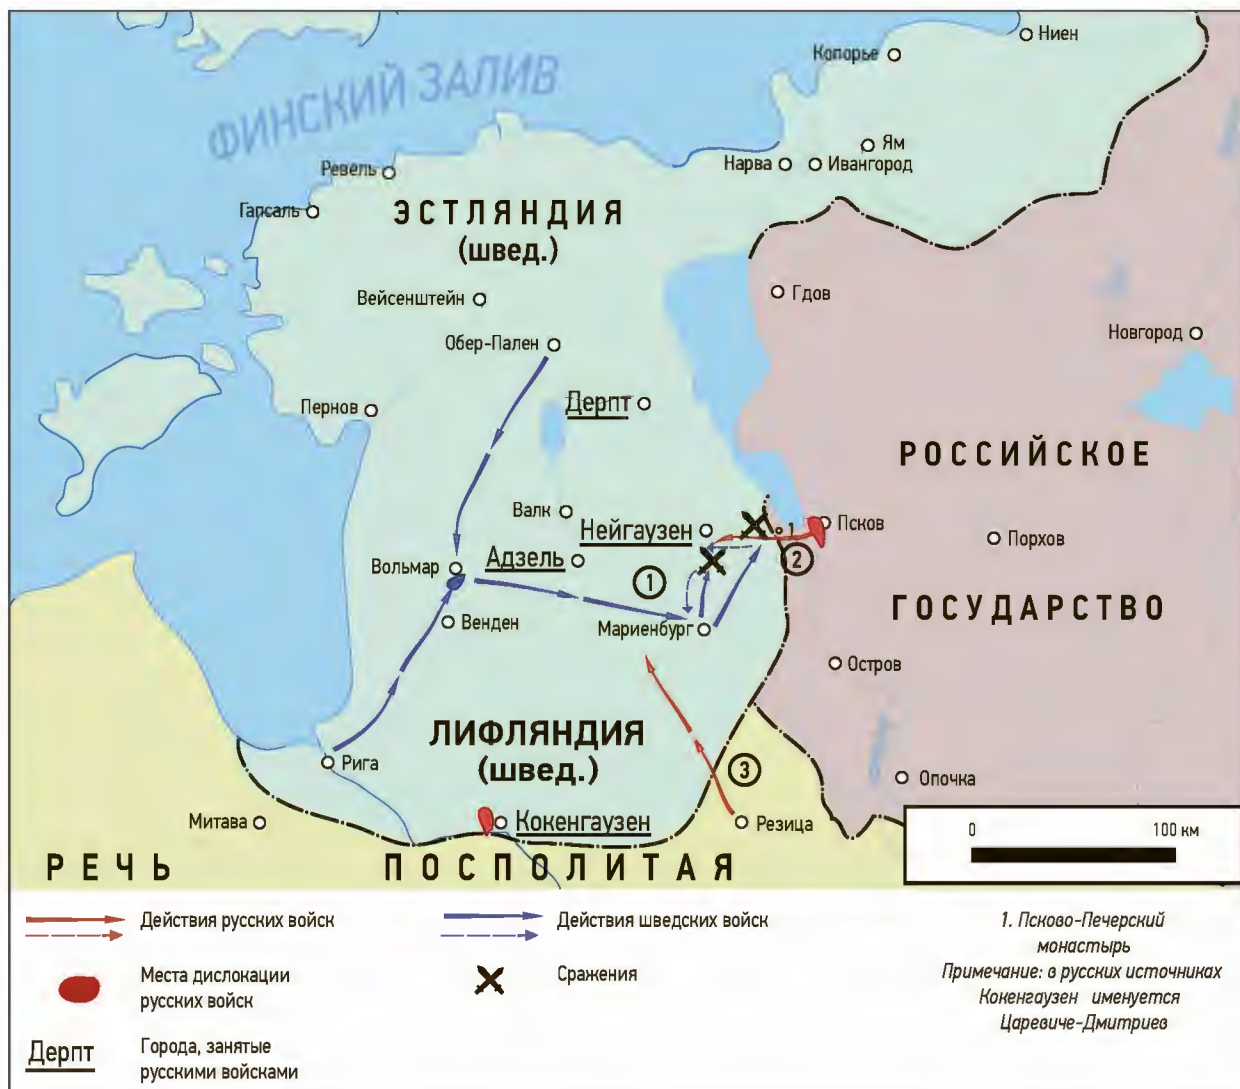 Ниен
Копорье
ФИНСКИЙ ЗАЛИВ
Ям
Нарва
Ивангород
Ревель
Гапсаль
ЭСТЛЯНДИЯ
(швед.)
Вейсенштейн
Гдов
Новгород
Обер-Пален
Дерпт
Пернов
РОССИЙСКОЕ
Валк
Нейгаузен
1
Псков
Порхов
Адзель
2
Вольмар
1
ГОСУДАРСТВО
Венден
Мариенбург
Остров
ЛИФЛЯНДИЯ
(швед.)
Рига
3
Опочка
Митава
Кокенгаузен
Резица
0 100 км
РЕЧЬ ПОСПОЛИТАЯ
Действия русских войск
Места дислокации
русских войск
Дерпт
Города, занятые
русскими войсками
Действия шведских войск
Сражения
1. Псково-Печерский
монастырь
Примечание: в русских источниках
Кокенгаузен именуется
Царевиче-Дмитриев